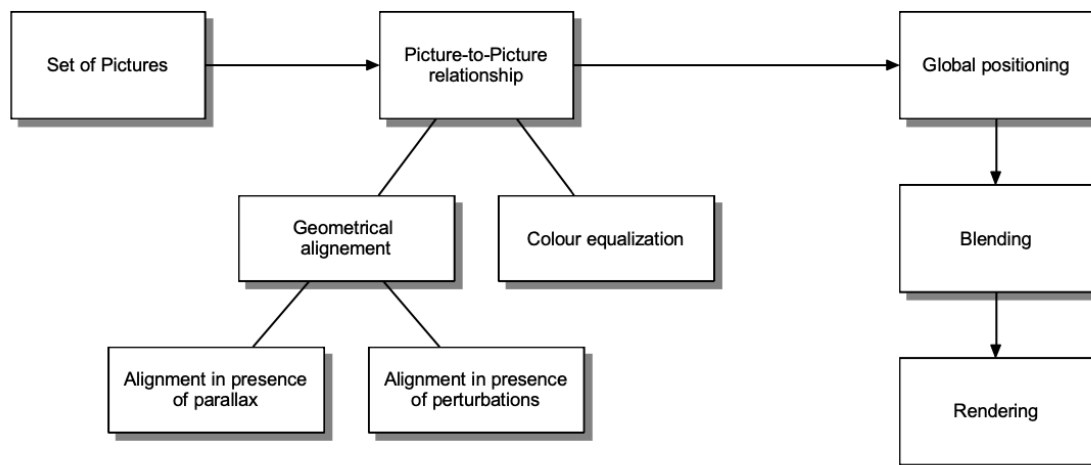 Set of Pictures
Picture-to-Picture
relationship
Global positioning
Geometrical
alignement
Colour equalization
Blending
Alignment in presence
of parallax
Alignment in presence
of perturbations
Rendering